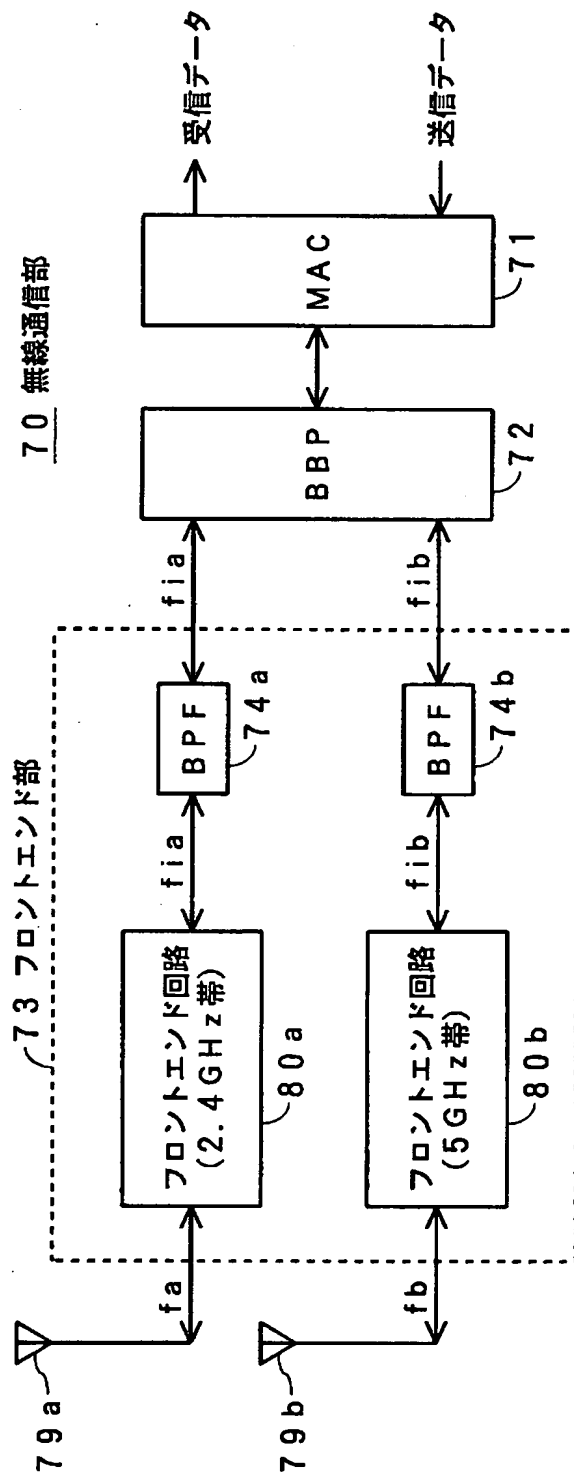 70 無線通信部
73 フロントエンド部
79a
fa
フロントエンド回路
(2.4GHz帯)
80a
fia
BPF
74a
fia
79b
fb
フロントエンド回路
(5GHz帯)
80b
fib
BPF
74b
fib
BBP
72
MAC
71
受信データ
送信データ